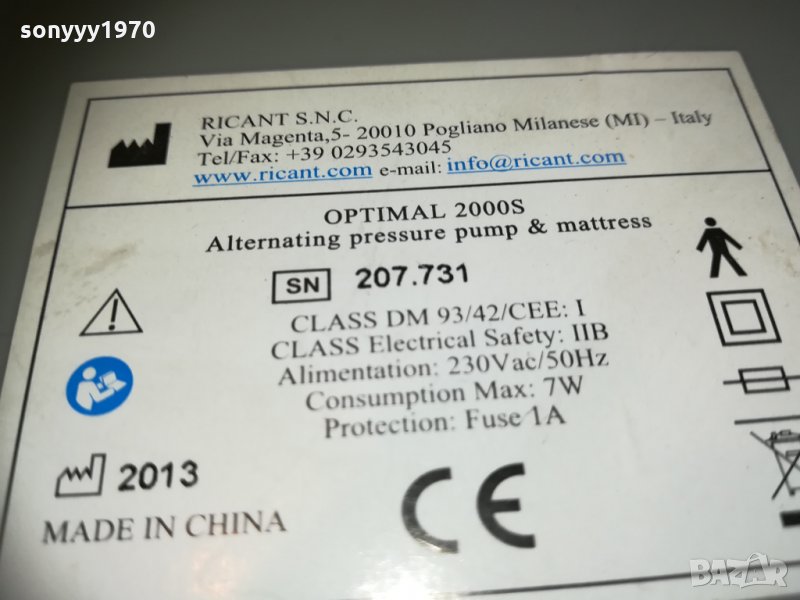 sonyyy1970
RICANT S.N.C.
Via Magenta,5- 20010 Pogliano Milanese (MI) – Italy
Tel/Fax: +39 0293543045
www.ricant.com e-mail: info@ricant.com
OPTIMAL 2000S
Alternating pressure pump & mattress
SN 207.731
CLASS DM 93/42/CEE: I
CLASS Electrical Safety: IIB
Alimentation: 230Vac/50Hz
Consumption Max: 7W
Protection: Fuse 1A
2013
MADE IN CHINA
CE
BAZAR